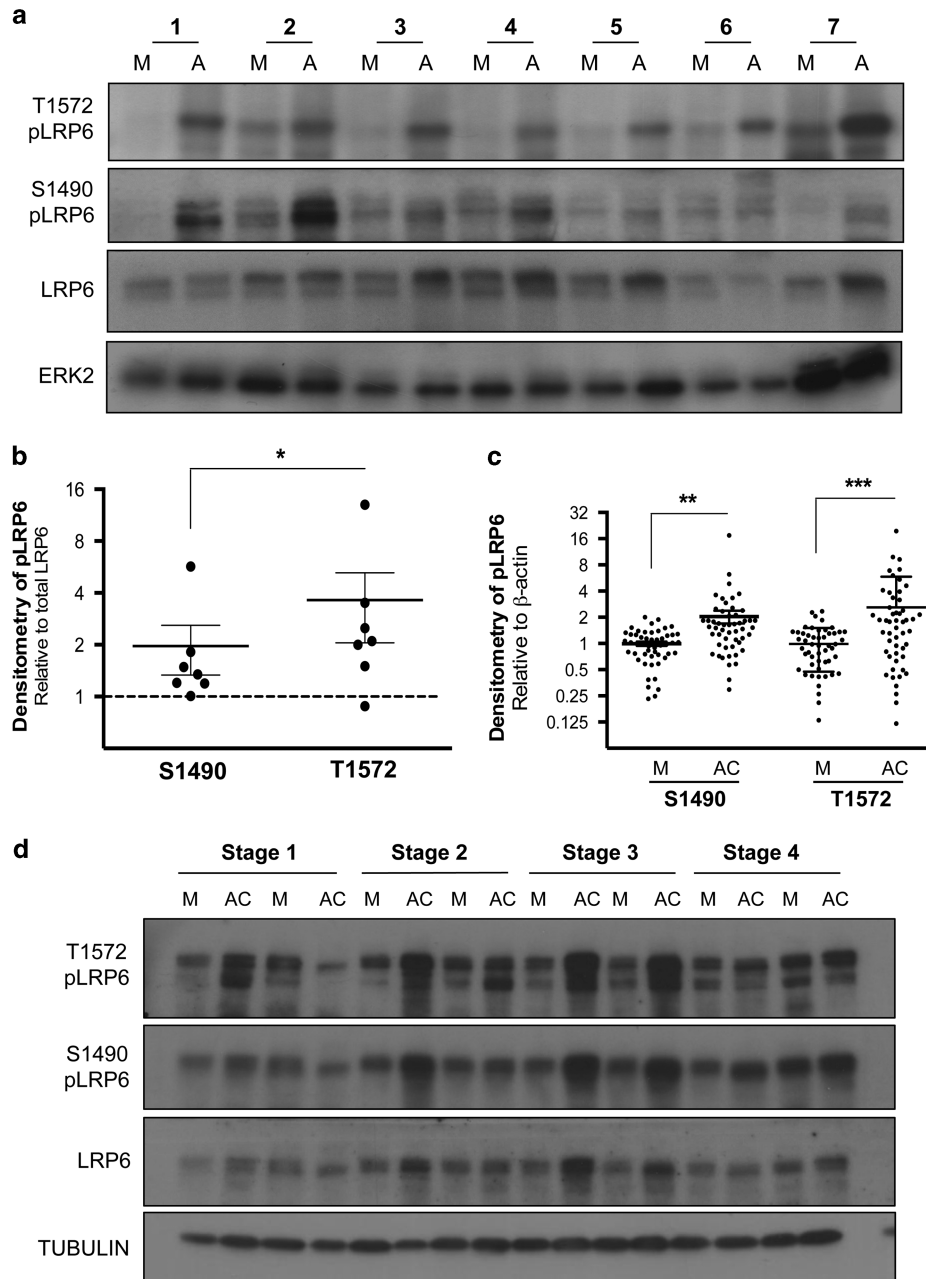 a
1 2 3 4 5 6 7
M A M A M A M A M A M A M A
T1572
pLRP6
S1490
pLRP6
LRP6
ERK2
b
*
Densitometry of pLRP6
Relative to total LRP6
16
8
4
2
1
S1490 T1572
c
** ***
Densitometry of pLRP6
Relative to β-actin
32
16
8
4
2
1
0.5
0.25
0.125
M AC M AC
S1490 T1572
d
Stage 1 Stage 2 Stage 3 Stage 4
M AC M AC M AC M AC M AC M AC M AC M AC
T1572
pLRP6
S1490
pLRP6
LRP6
TUBULIN